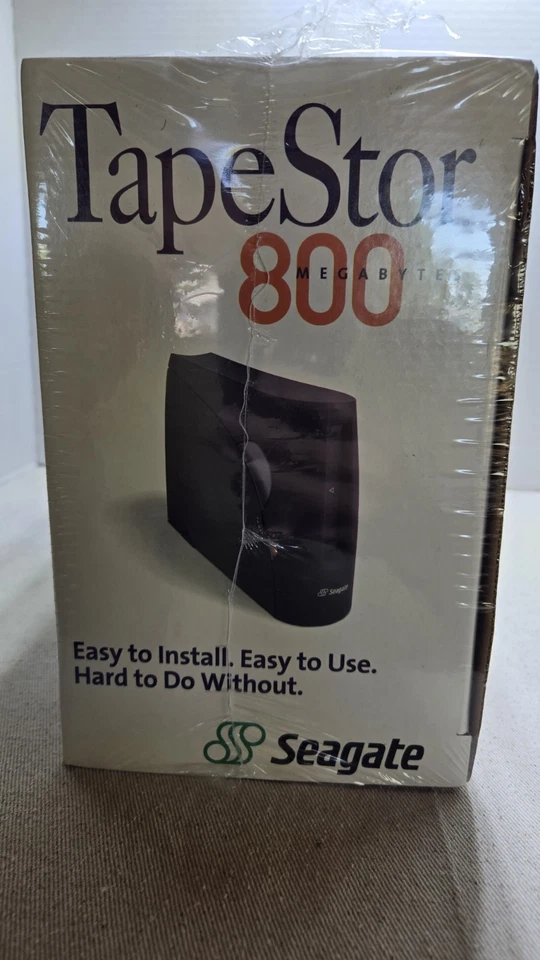 TapeStor
800
MEGABYTE
Seagate
Easy to Install. Easy to Use.
Hard to Do Without.
Seagate